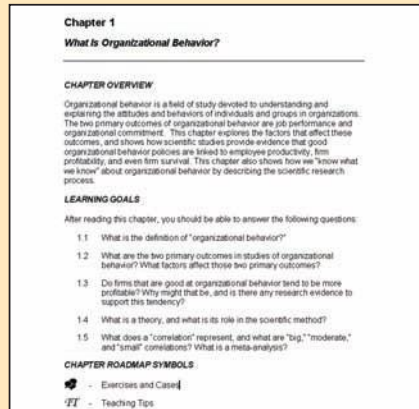 Chapter 1
What Is Organizational Behavior?
CHAPTER OVERVIEW
Organizational behavior is a field of study devoted to understanding and
explaining the attitudes and behaviors of individuals and groups in organizations.
The two primary outcomes of organizational behavior are job performance and
organizational commitment. This chapter explores the factors that affect these
outcomes, and shows how scientific studies provide evidence that good
organizational behavior policies are linked to employee productivity, firm
profitability, and even firm survival. This chapter also shows how we "know what
we know" about organizational behavior by describing the scientific research
process.
LEARNING GOALS
After reading this chapter, you should be able to answer the following questions:
1.1 What is the definition of "organizational behavior?"
1.2 What are the two primary outcomes in studies of organizational
behavior? What factors affect those two primary outcomes?
1.3 Do firms that are good at organizational behavior tend to be more
profitable? Why might that be, and is there any research evidence to
support this tendency?
1.4 What is a theory, and what is its role in the scientific method?
1.5 What does a "correlation" represent, and what are "big," "moderate,"
and "small" correlations? What is a meta-analysis?
CHAPTER ROADMAP SYMBOLS
- Exercises and Cases
TT - Teaching Tips